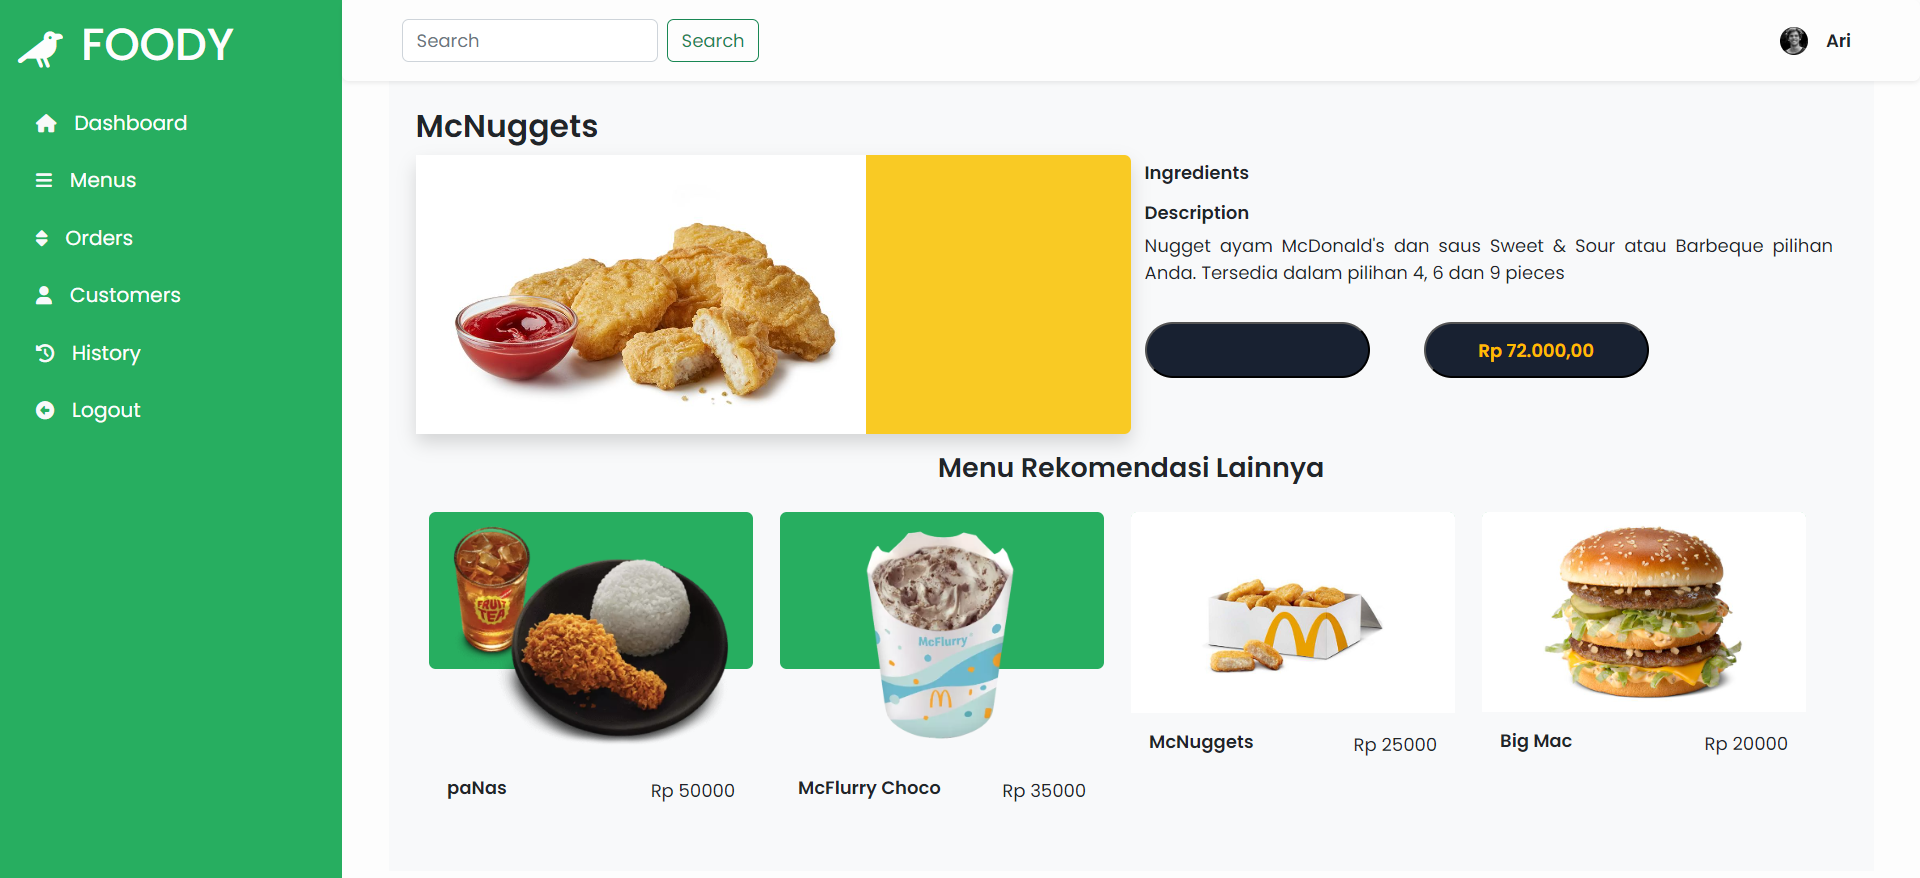 FOODY
Dashboard
Menus
Orders
Customers
History
Logout
Search
Search
Ari
McNuggets
Ingredients
Description
Nugget ayam McDonald's dan saus Sweet & Sour atau Barbeque pilihan
Anda. Tersedia dalam pilihan 4, 6 dan 9 pieces
Rp 72.000,00
Menu Rekomendasi Lainnya
FRUIT
TEA
McFlurry
paNas
Rp 50000
McFlurry Choco
Rp 35000
McNuggets
Rp 25000
Big Mac
Rp 20000